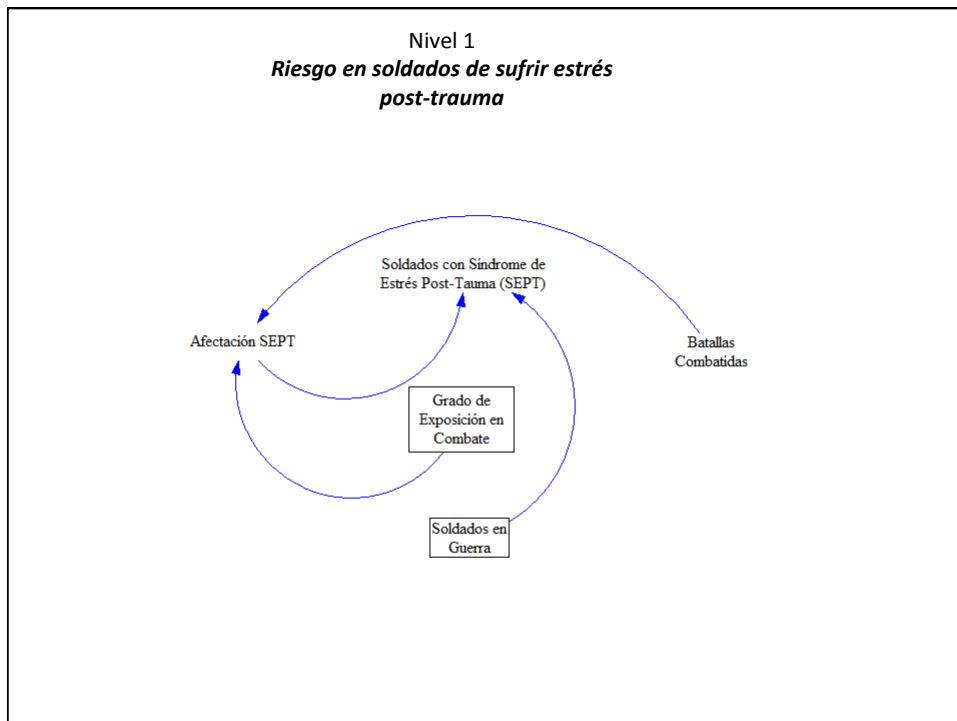 Nivel 1
Riesgo en soldados de sufrir estrés
post-trauma
Soldados con Síndrome de
Estrés Post-Tauma (SEPT)
Afectación SEPT
Batallas
Combatidas
Grado de
Exposición en
Combate
Soldados en
Guerra